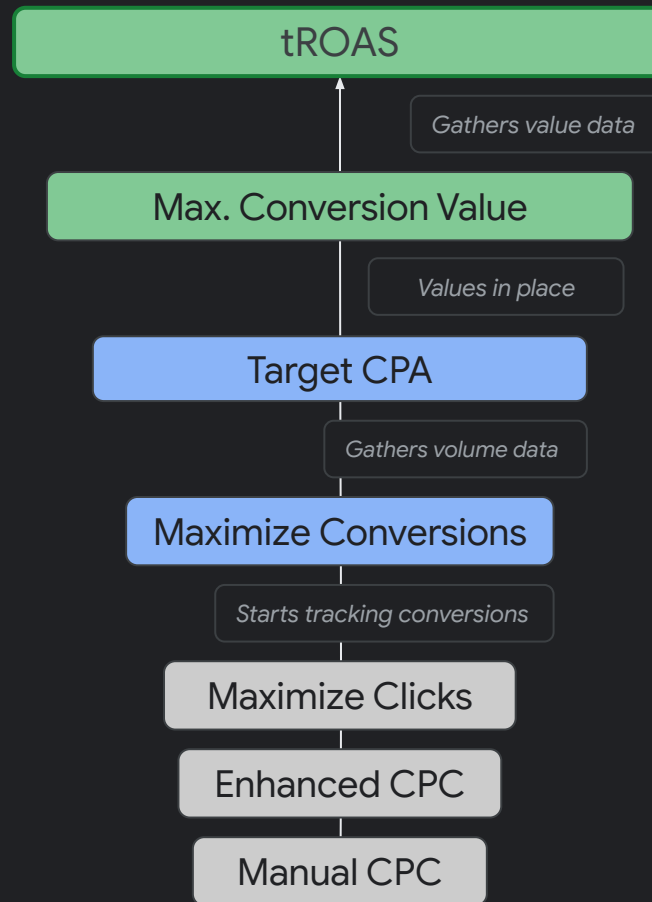 tROAS
Gathers value data
Max. Conversion Value
Values in place
Target CPA
Gathers volume data
Maximize Conversions
Starts tracking conversions
Maximize Clicks
Enhanced CPC
Manual CPC